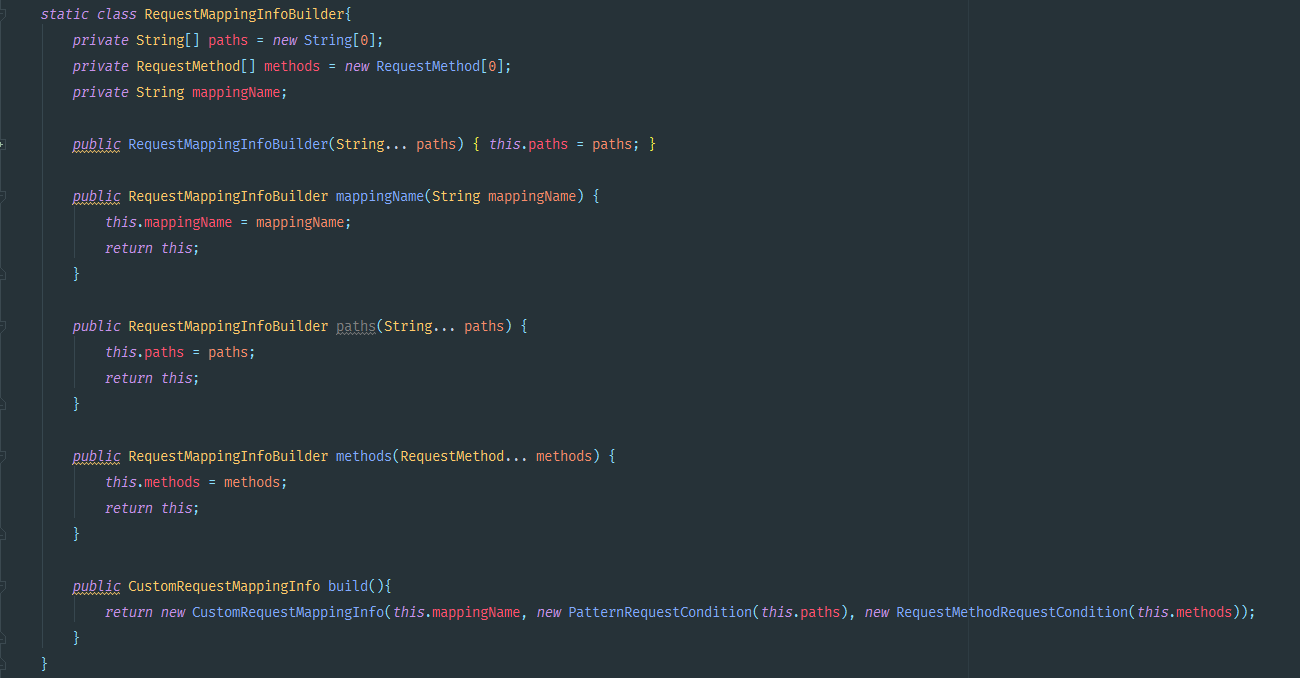 static class RequestMappingInfoBuilder{
    private String[] paths = new String[0];
    private RequestMethod[] methods = new RequestMethod[0];
    private String mappingName;

    public RequestMappingInfoBuilder(String... paths) { this.paths = paths; }

    public RequestMappingInfoBuilder mappingName(String mappingName) {
        this.mappingName = mappingName;
        return this;
    }

    public RequestMappingInfoBuilder paths(String... paths) {
        this.paths = paths;
        return this;
    }

    public RequestMappingInfoBuilder methods(RequestMethod... methods) {
        this.methods = methods;
        return this;
    }

    public CustomRequestMappingInfo build(){
        return new CustomRequestMappingInfo(this.mappingName, new PatternRequestCondition(this.paths), new RequestMethodRequestCondition(this.methods));
    }
}